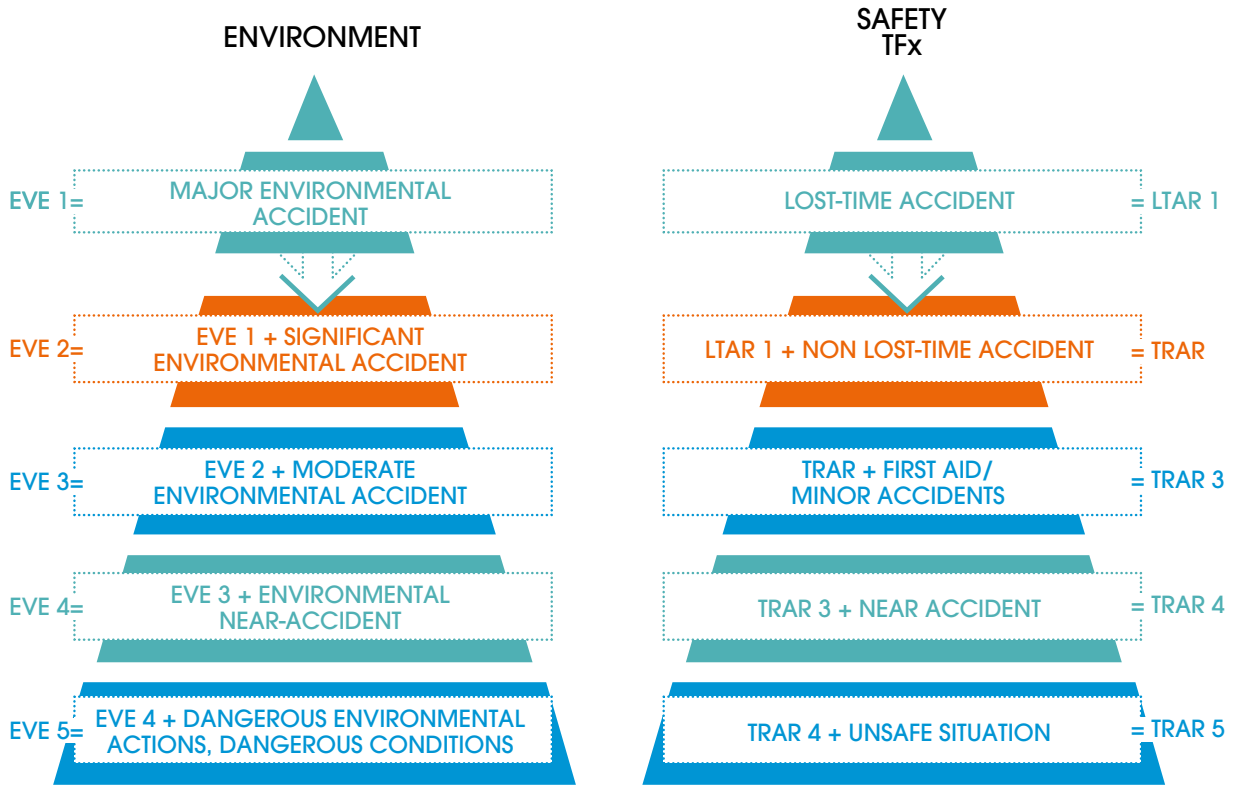 ENVIRONMENT
EVE 1=
MAJOR ENVIRONMENTAL
ACCIDENT
EVE 2=
EVE 1 + SIGNIFICANT
ENVIRONMENTAL ACCIDENT
EVE 3=
EVE 2 + MODERATE
ENVIRONMENTAL ACCIDENT
EVE 4=
EVE 3 + ENVIRONMENTAL
NEAR-ACCIDENT
EVE 5=
EVE 4 + DANGEROUS ENVIRONMENTAL
ACTIONS, DANGEROUS CONDITIONS
SAFETY
TFx
LOST-TIME ACCIDENT
= LTAR 1
LTAR 1 + NON LOST-TIME ACCIDENT
= TRAR
TRAR + FIRST AID/
MINOR ACCIDENTS
= TRAR 3
TRAR 3 + NEAR ACCIDENT
= TRAR 4
TRAR 4 + UNSAFE SITUATION
= TRAR 5